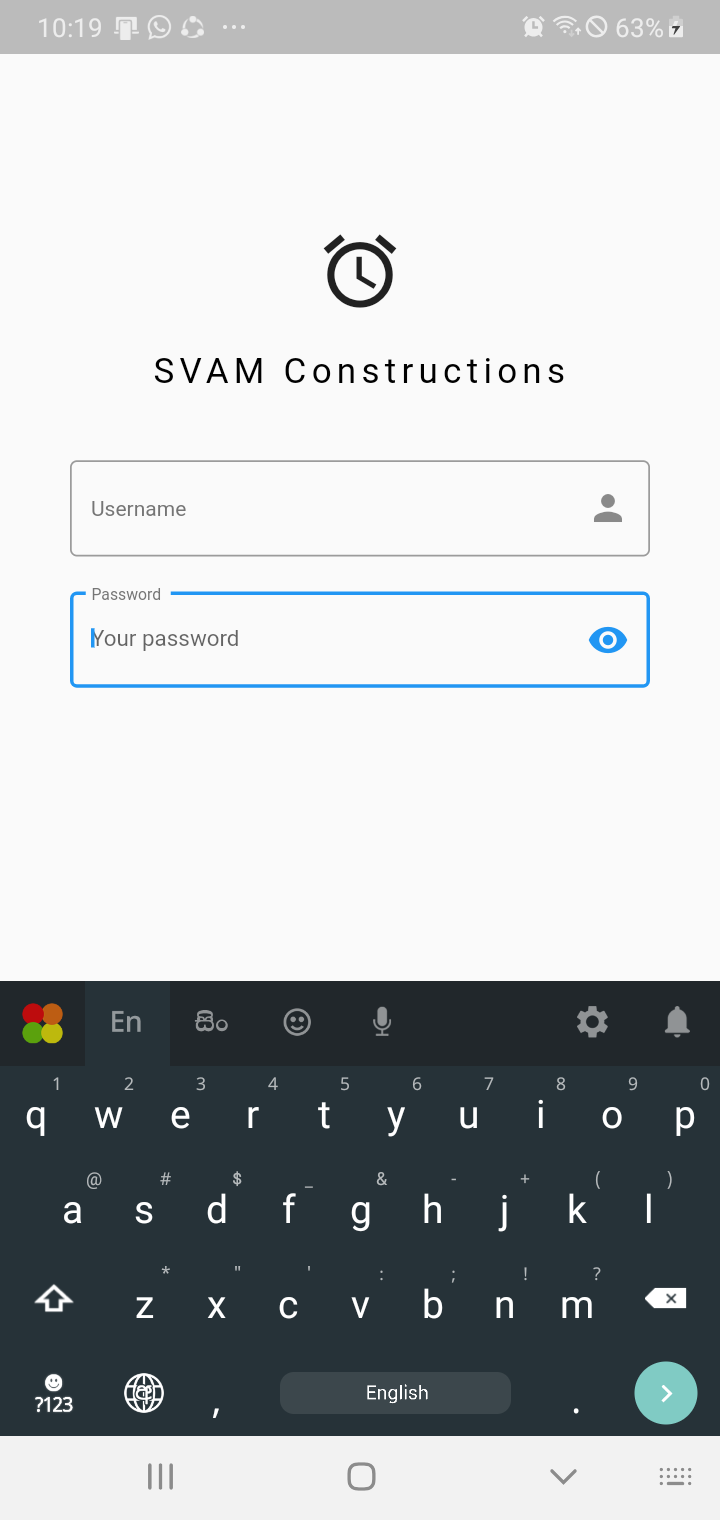 10:19 63%
SVAM Constructions
Username
Password
Your password
En සිං
1 2 3 4 5 6 7 8 9 0
q w e r t y u i o p
@ # $ _ & - + ( )
a s d f g h j k l
* " ' : ; ! ?
z x c v b n m
?123 , English .